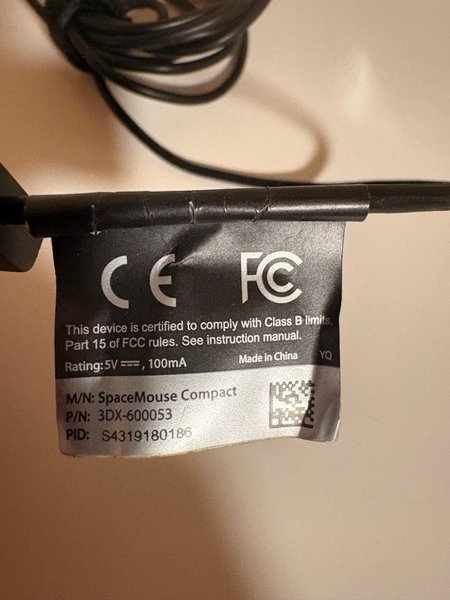 CE FC
This device is certified to comply with Class B limits,
Part 15 of FCC rules. See instruction manual.
Rating:5V⎓, 100mA Made in China YQ
M/N: SpaceMouse Compact
P/N: 3DX-600053
PID: S4319180186